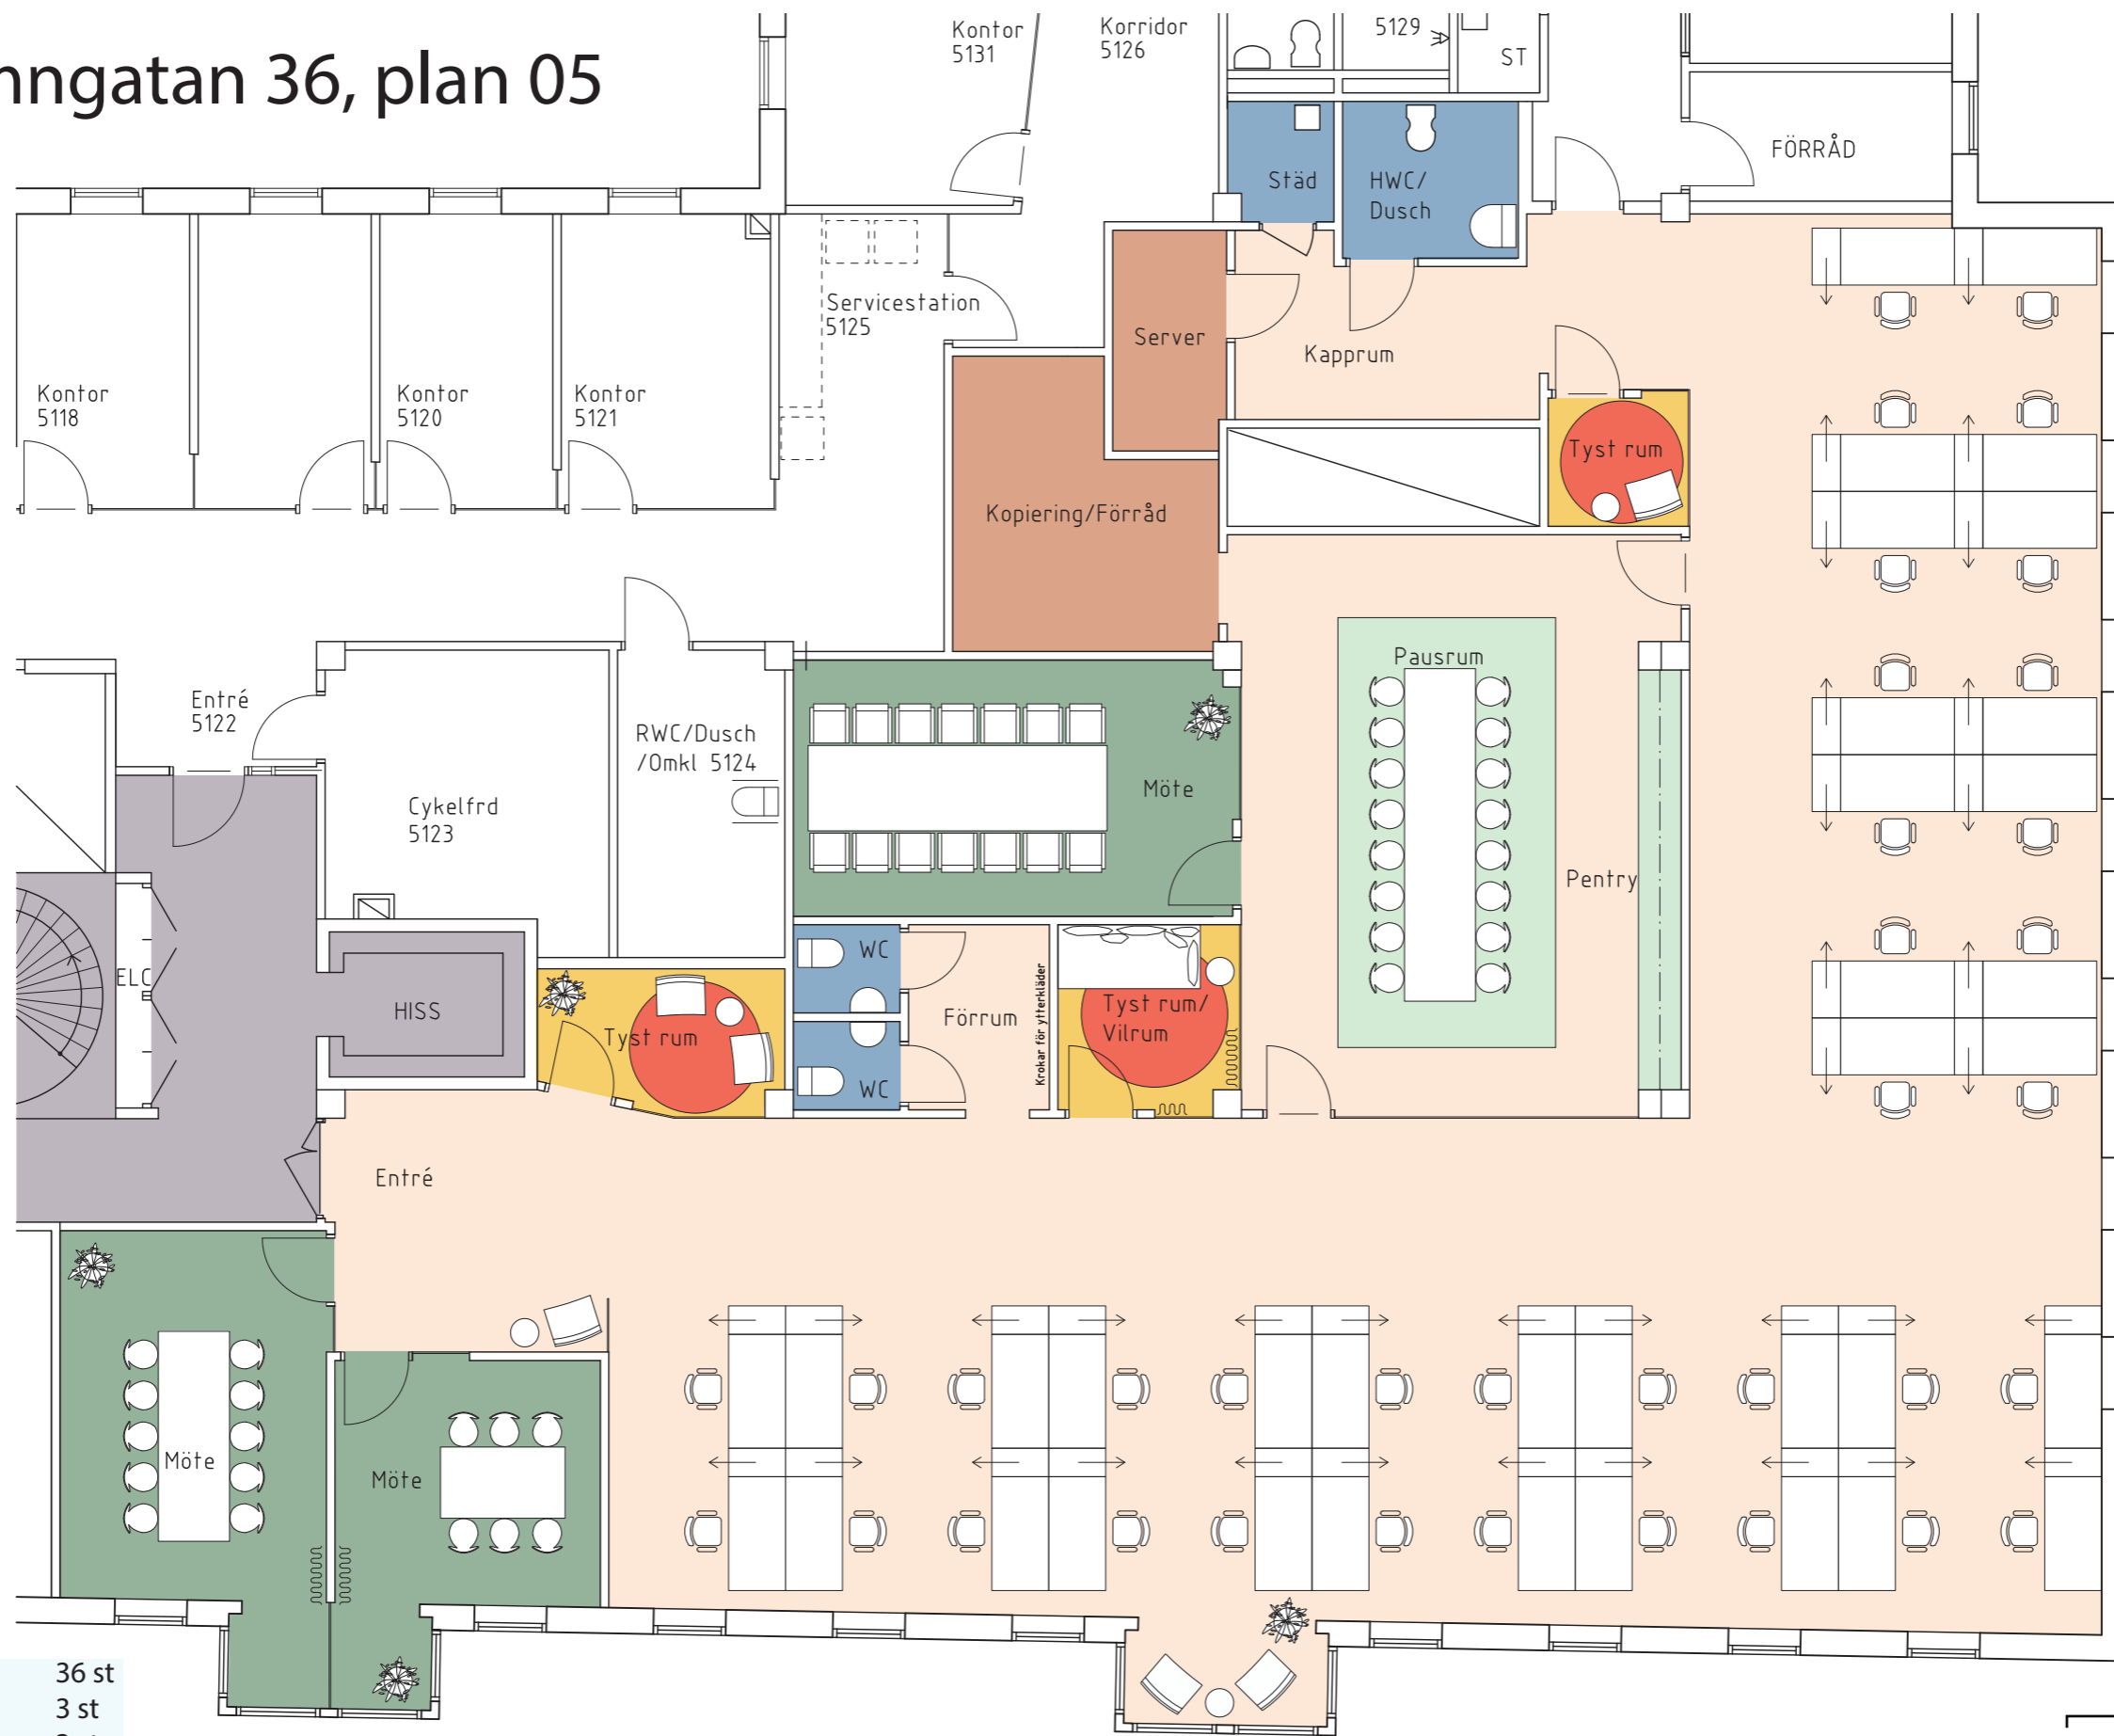 nngatan 36, plan 05
Kontor
5131
Korridor
5126
5129
ST
FÖRRÅD
Städ
HWC/
Dusch
Servicestation
5125
Server
Kapprum
Kontor
5118
Kontor
5120
Kontor
5121
Tyst rum
Kopiering/Förråd
Pausrum
Entré
5122
RWC/Dusch
/Omkl 5124
Möte
Cykelfrd
5123
Pentry
WC
ELC
HISS
Tyst rum
Förrum
Krokar för ytterkläder
Tyst rum/
Vilrum
WC
Entré
Möte
Möte
36 st
3 st